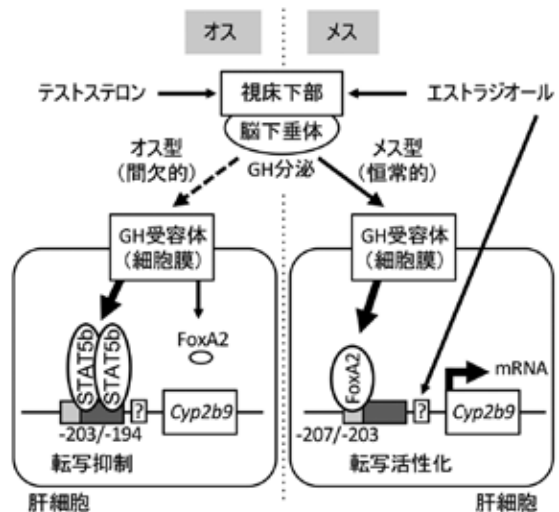 オス
メス
テストステロン
視床下部
エストラジオール
脳下垂体
オス型
(間欠的)
GH分泌
メス型
(恒常的)
GH受容体
(細胞膜)
GH受容体
(細胞膜)
STAT5b
STAT5b
FoxA2
?
Cyp2b9
-203/-194
転写抑制
肝細胞
FoxA2
mRNA
?
Cyp2b9
-207/-203
転写活性化
肝細胞